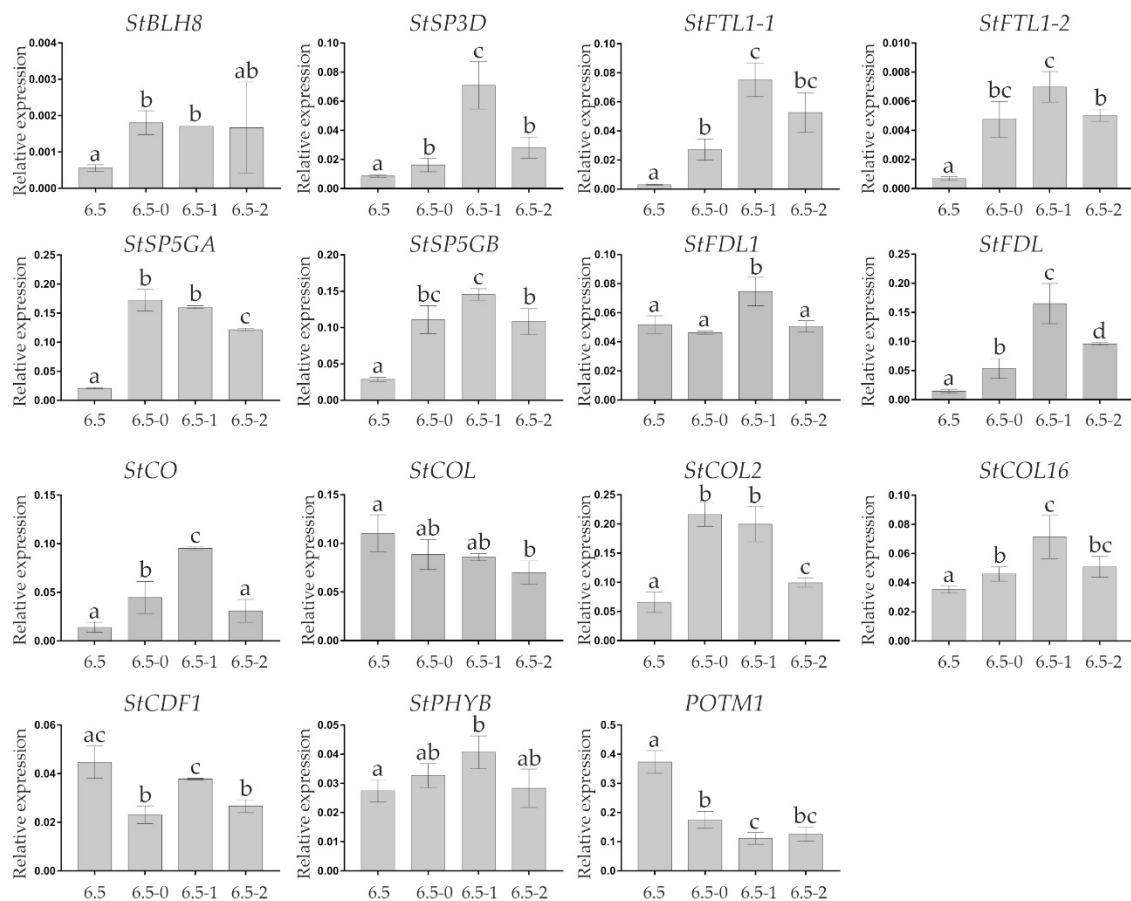 StBLH8 StSP3D StFTL1-1 StFTL1-2
Relative expression 0.004 0.003 0.002 0.001 0.000 a b b ab
Relative expression 0.10 0.08 0.06 0.04 0.02 0.00 a b c b
Relative expression 0.10 0.08 0.06 0.04 0.02 0.00 a b c bc
Relative expression 0.010 0.008 0.006 0.004 0.002 0.000 a bc c b
6.5 6.5-0 6.5-1 6.5-2 6.5 6.5-0 6.5-1 6.5-2 6.5 6.5-0 6.5-1 6.5-2 6.5 6.5-0 6.5-1 6.5-2
StSP5GA StSP5GB StFDL1 StFDL
Relative expression 0.25 0.20 0.15 0.10 0.05 0.00 a b b c
Relative expression 0.20 0.15 0.10 0.05 0.00 a bc c b
Relative expression 0.10 0.08 0.06 0.04 0.02 0.00 a a b a
Relative expression 0.25 0.20 0.15 0.10 0.05 0.00 a b c d
6.5 6.5-0 6.5-1 6.5-2 6.5 6.5-0 6.5-1 6.5-2 6.5 6.5-0 6.5-1 6.5-2 6.5 6.5-0 6.5-1 6.5-2
StCO StCOL StCOL2 StCOL16
Relative expression 0.15 0.10 0.05 0.00 a b c a
Relative expression 0.15 0.10 0.05 0.00 a ab ab b
Relative expression 0.25 0.20 0.15 0.10 0.05 0.00 a b b c
Relative expression 0.10 0.08 0.06 0.04 0.02 0.00 a b c bc
6.5 6.5-0 6.5-1 6.5-2 6.5 6.5-0 6.5-1 6.5-2 6.5 6.5-0 6.5-1 6.5-2 6.5 6.5-0 6.5-1 6.5-2
StCDF1 StPHYB POTM1
Relative expression 0.06 0.04 0.02 0.00 ac b c b
Relative expression 0.05 0.04 0.03 0.02 0.01 0.00 a ab b ab
Relative expression 0.5 0.4 0.3 0.2 0.1 0.0 a b c bc
6.5 6.5-0 6.5-1 6.5-2 6.5 6.5-0 6.5-1 6.5-2 6.5 6.5-0 6.5-1 6.5-2